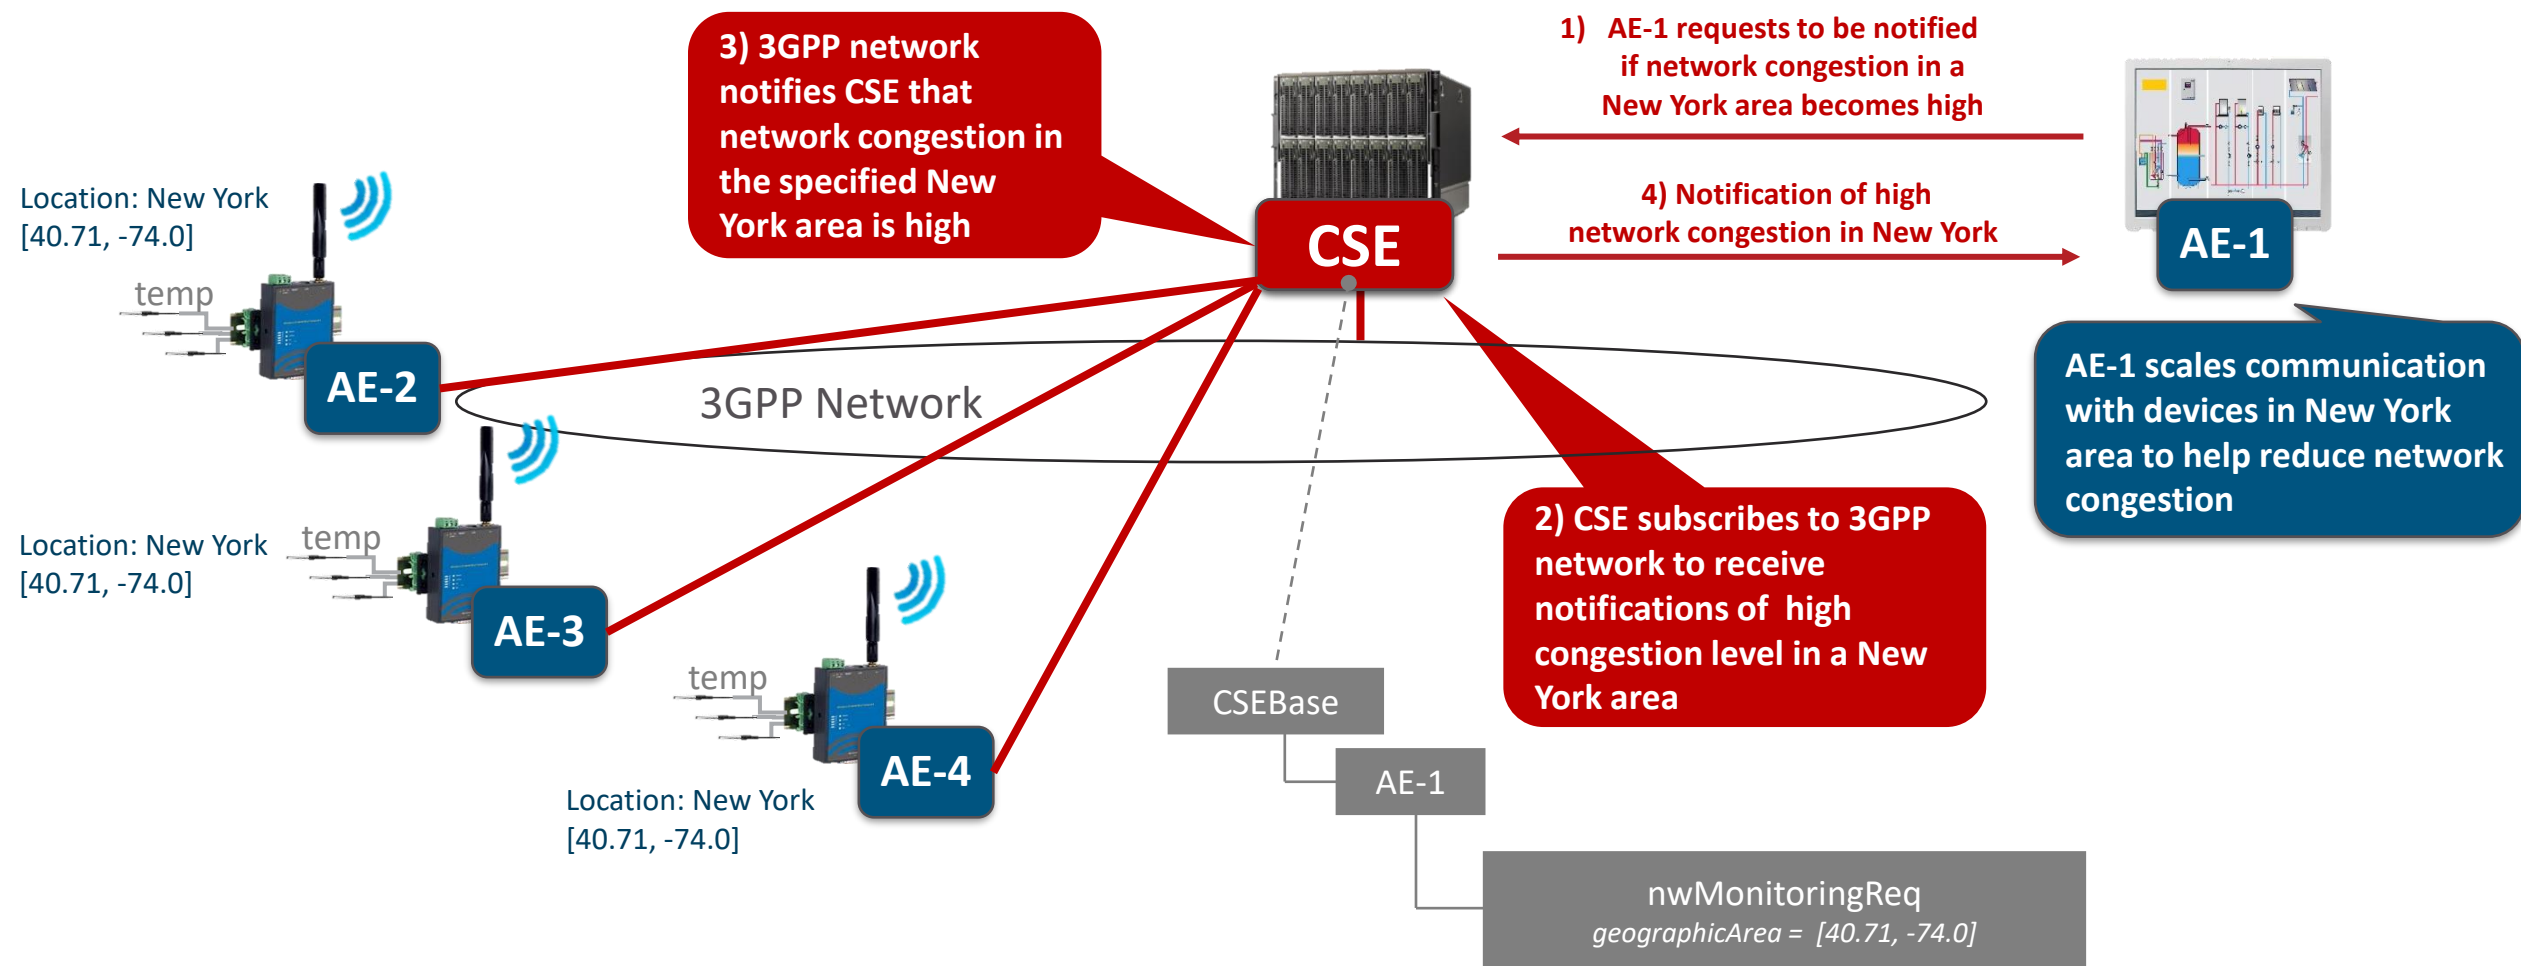 3) 3GPP network
notifies CSE that
network congestion in
the specified New
York area is high
1) AE-1 requests to be notified
if network congestion in a
New York area becomes high
4) Notification of high
network congestion in New York
CSE
AE-1
Location: New York
[40.71, -74.0]
temp
AE-2
3GPP Network
AE-1 scales communication
with devices in New York
area to help reduce network
congestion
Location: New York
[40.71, -74.0]
temp
AE-3
2) CSE subscribes to 3GPP
network to receive
notifications of high
congestion level in a New
York area
temp
AE-4
Location: New York
[40.71, -74.0]
CSEBase
AE-1
nwMonitoringReq
geographicArea = [40.71, -74.0]